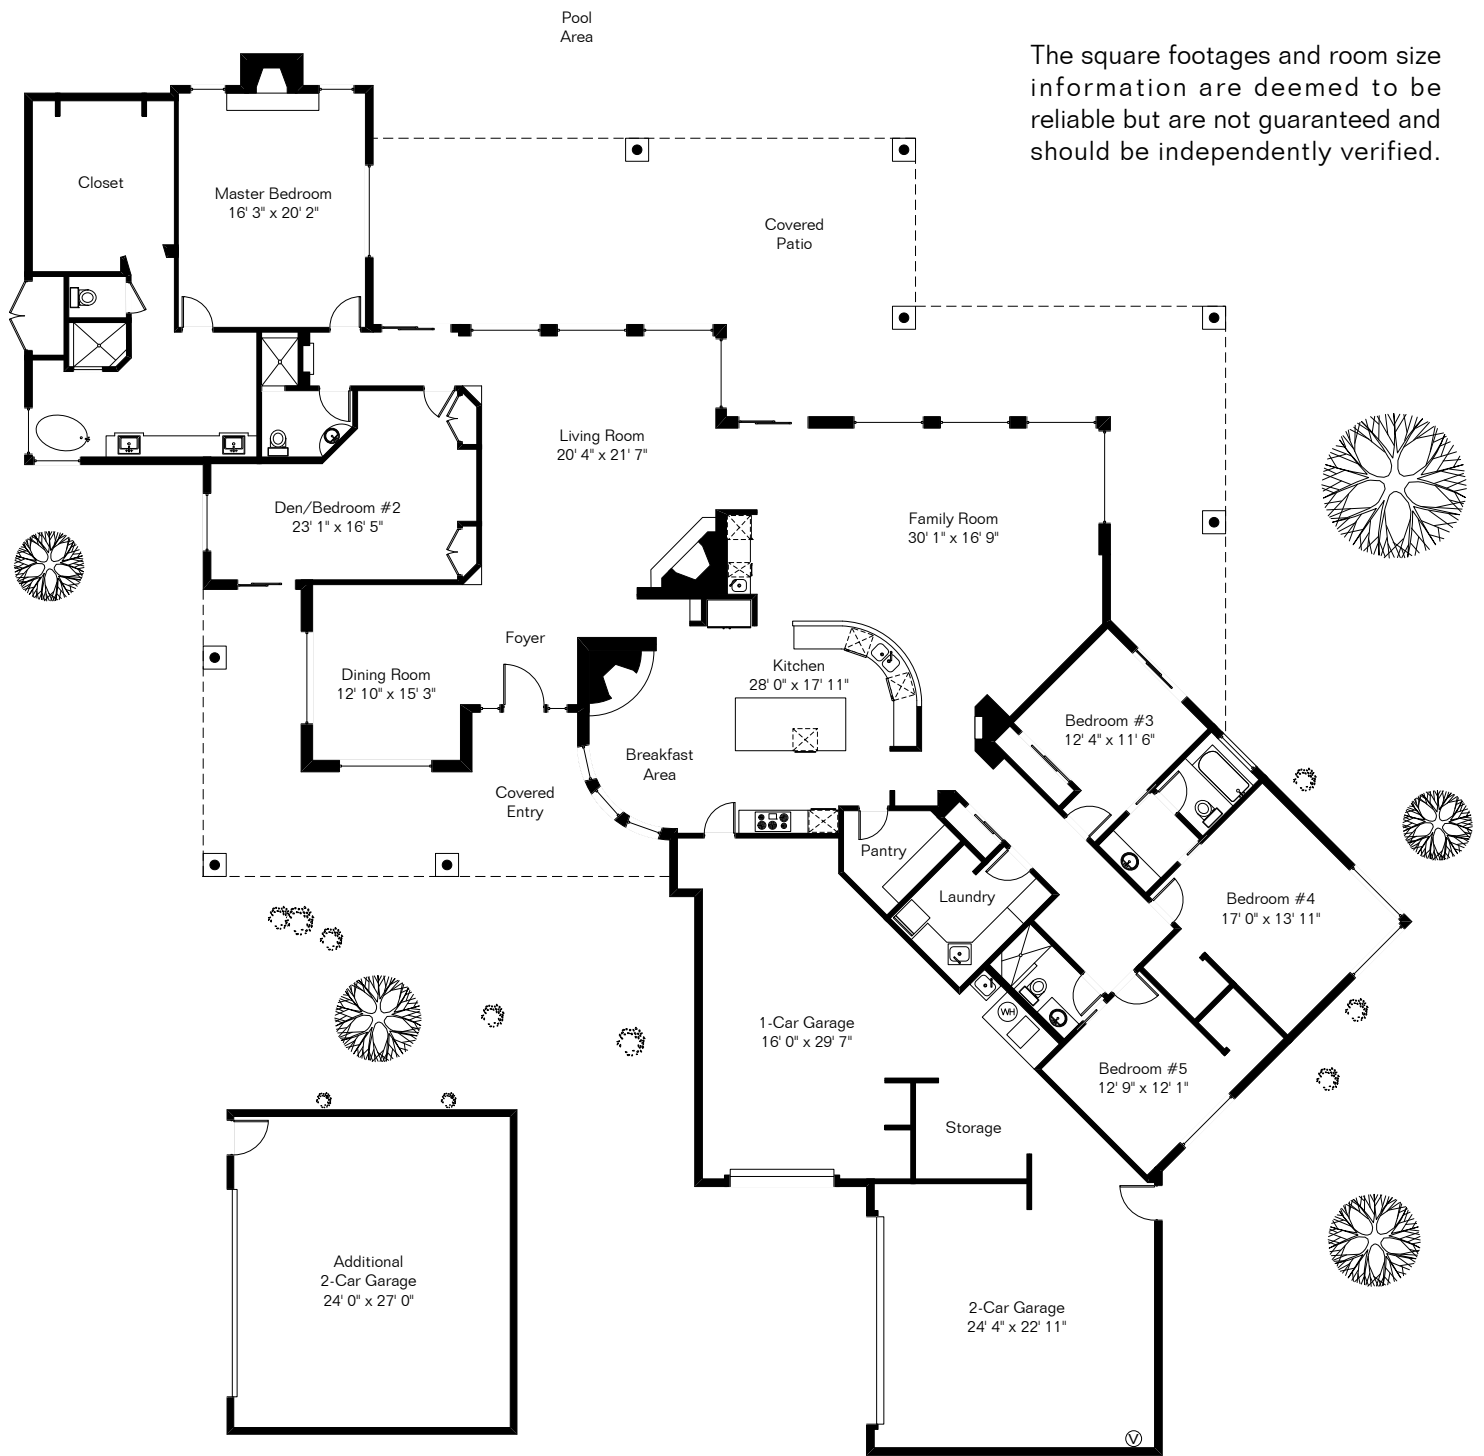 Pool
Area
The square footages and room size
information are deemed to be
reliable but are not guaranteed and
should be independently verified.
Closet
Master Bedroom
16' 3" x 20' 2"
Covered
Patio
Living Room
20' 4" x 21' 7"
Den/Bedroom #2
23' 1" x 16' 5"
Family Room
30' 1" x 16' 9"
Foyer
Dining Room
12' 10" x 15' 3"
Kitchen
28' 0" x 17' 11"
Bedroom #3
12' 4" x 11' 6"
Breakfast
Area
Covered
Entry
Pantry
Laundry
Bedroom #4
17' 0" x 13' 11"
WH
1-Car Garage
16' 0" x 29' 7"
Bedroom #5
12' 9" x 12' 1"
Storage
Additional
2-Car Garage
24' 0" x 27' 0"
2-Car Garage
24' 4" x 22' 11"
V